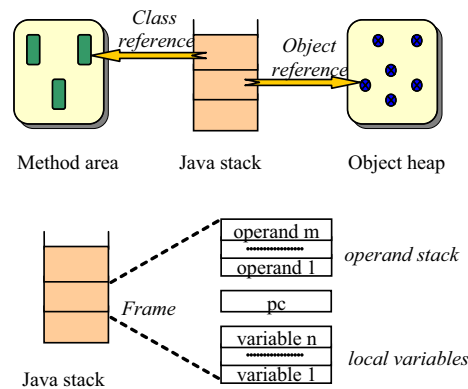 Class
reference
Object
reference
Method area
Java stack
Object heap
operand m
operand 1
operand stack
Frame
pc
variable n
variable 1
local variables
Java stack